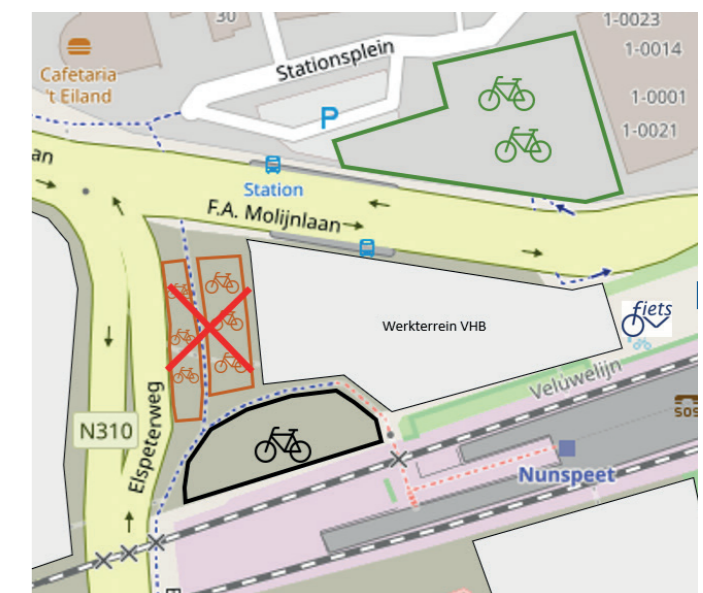 30
1-0023
1-0014
1-0001
1-0021
Cafetaria
't Eiland
Stationsplein
P
an
Station
F.A. Molijnlaan
Werkterrein VHB
fiets
Veluwelijn
SOS
N310
Elspeterweg
Nunspeet